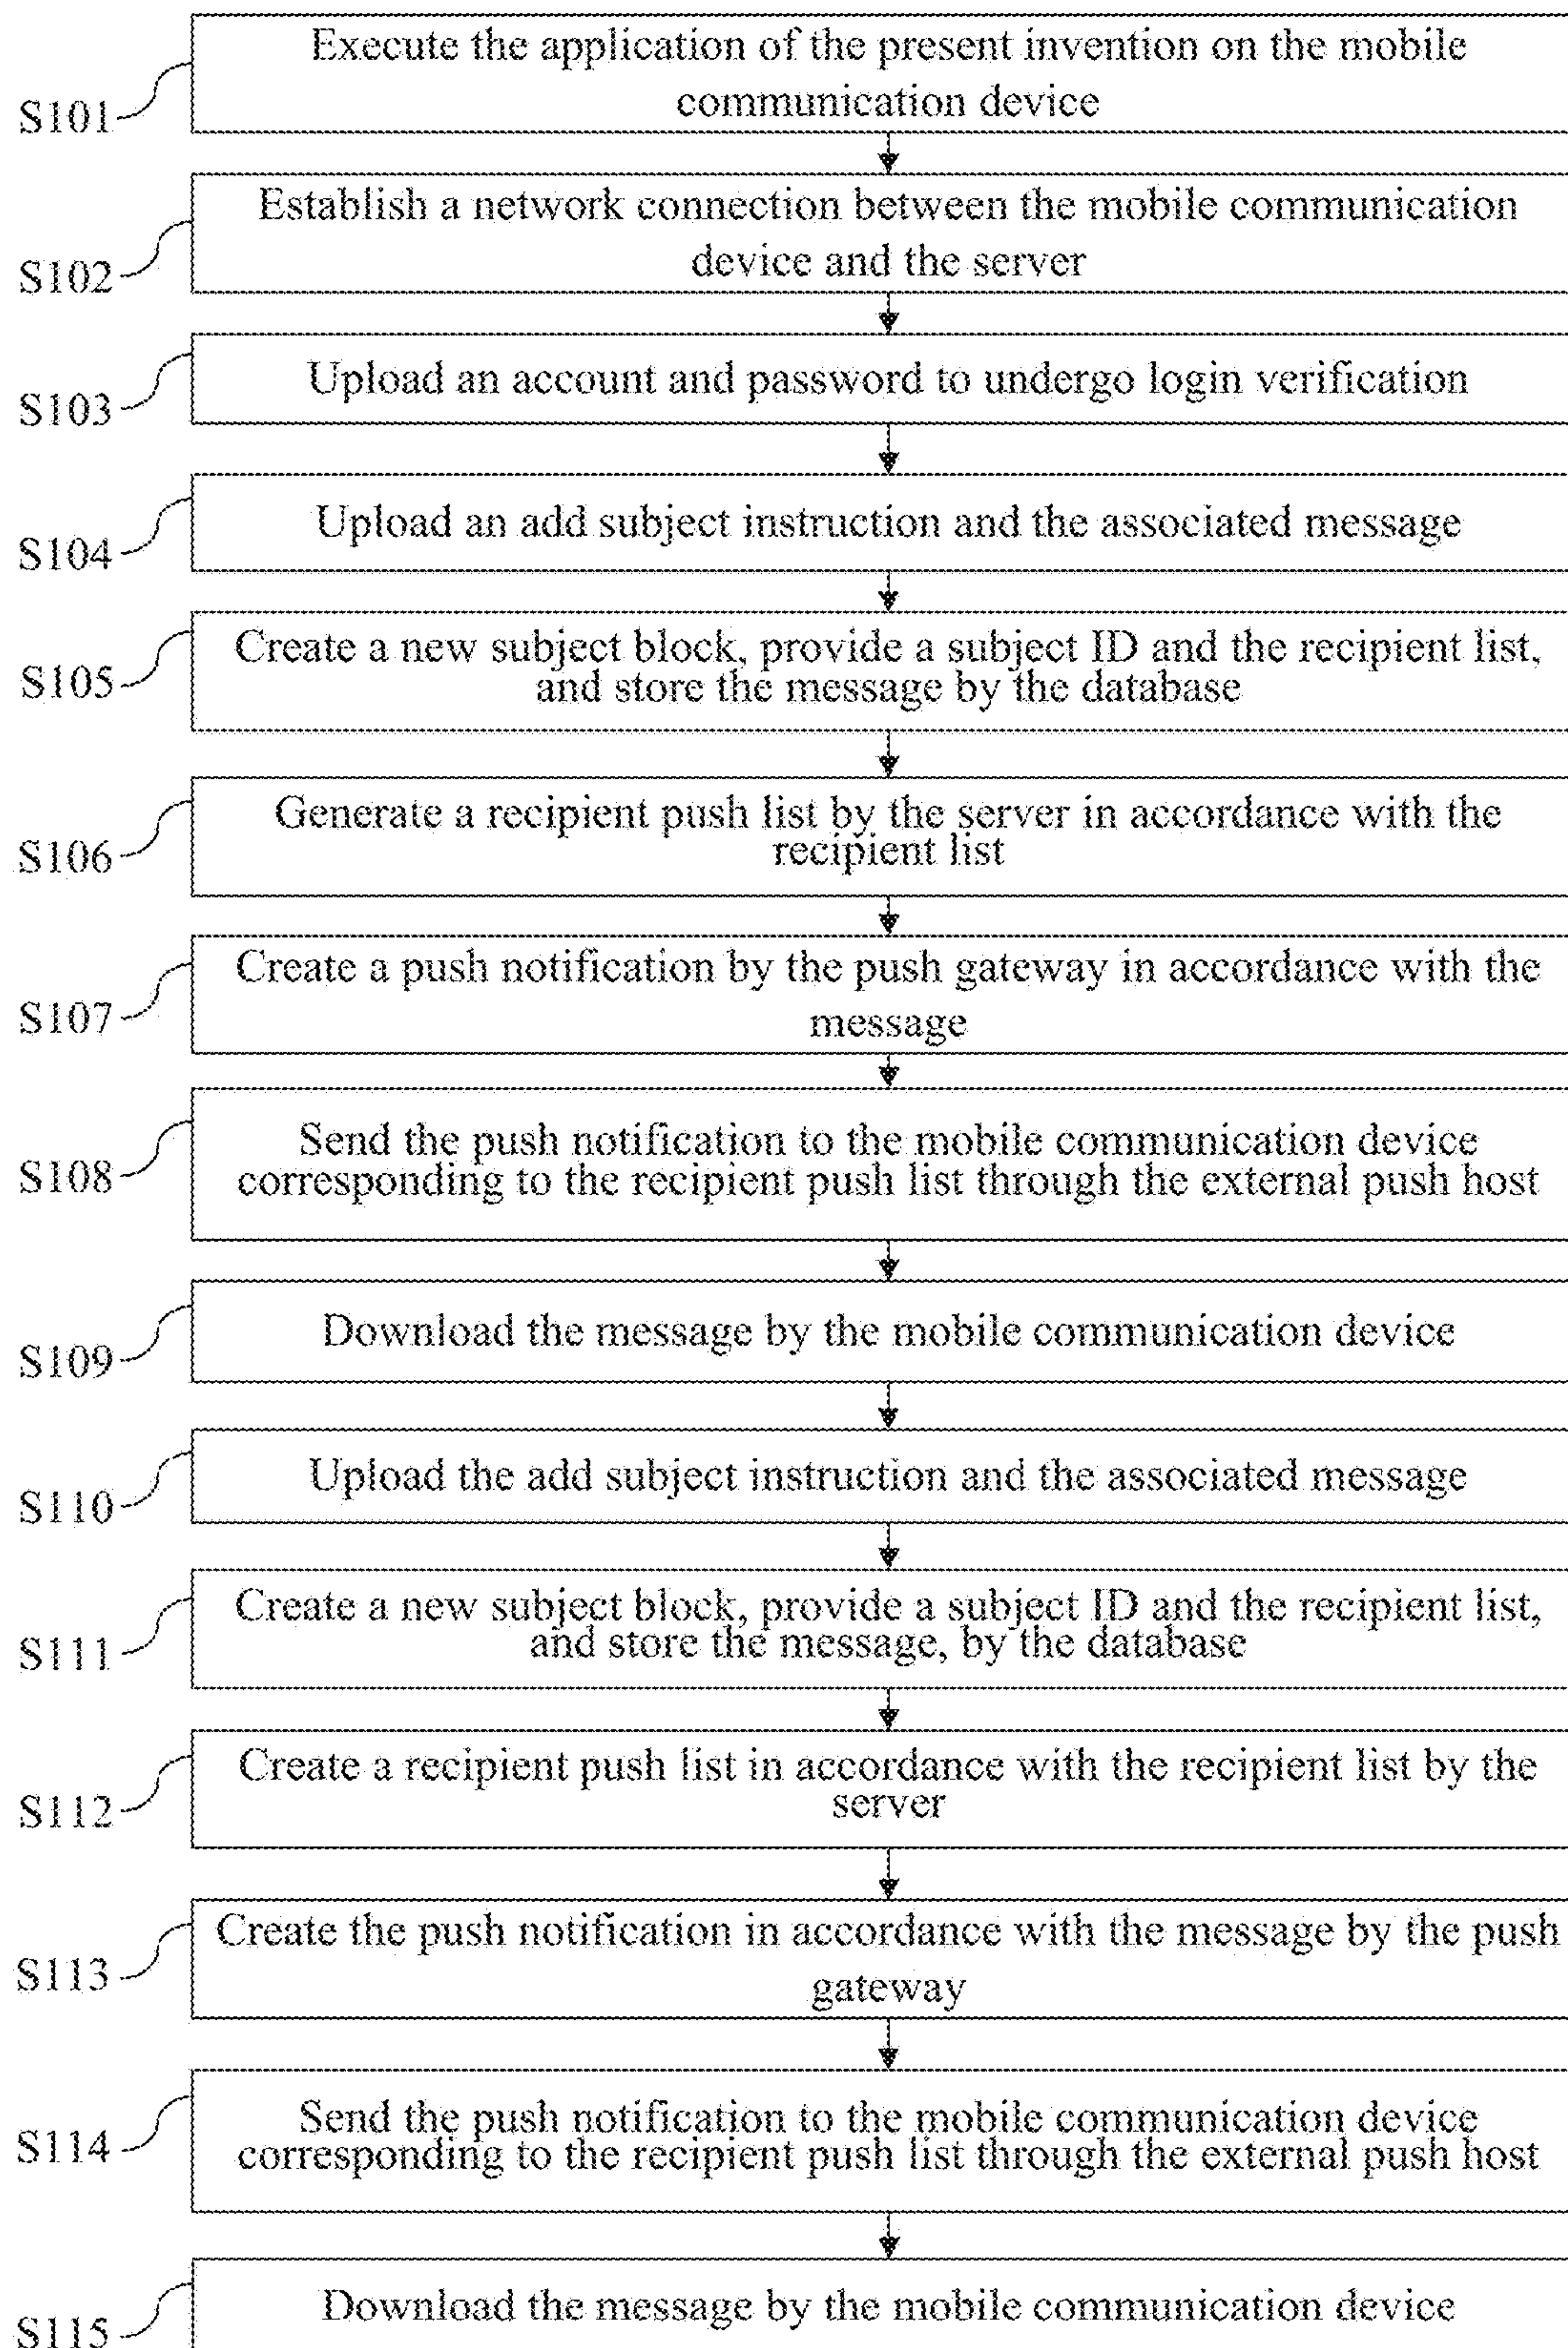 Execute the application of the present invention on the mobile
communication device
S101
Establish a network connection between the mobile communication
device and the server
S102
Upload an account and password to undergo login verification
S103
Upload an add subject instruction and the associated message
S104
Create a new subject block, provide a subject ID and the recipient list,
and store the message by the database
S105
Generate a recipient push list by the server in accordance with the
recipient list
S106
Create a push notification by the push gateway in accordance with the
message
S107
Send the push notification to the mobile communication device
corresponding to the recipient push list through the external push host
S108
Download the message by the mobile communication device
S109
Upload the add subject instruction and the associated message
S110
Create a new subject block, provide a subject ID and the recipient list,
and store the message, by the database
S111
Create a recipient push list in accordance with the recipient list by the
server
S112
Create the push notification in accordance with the message by the push
gateway
S113
Send the push notification to the mobile communication device
corresponding to the recipient push list through the external push host
S114
Download the message by the mobile communication device
S115